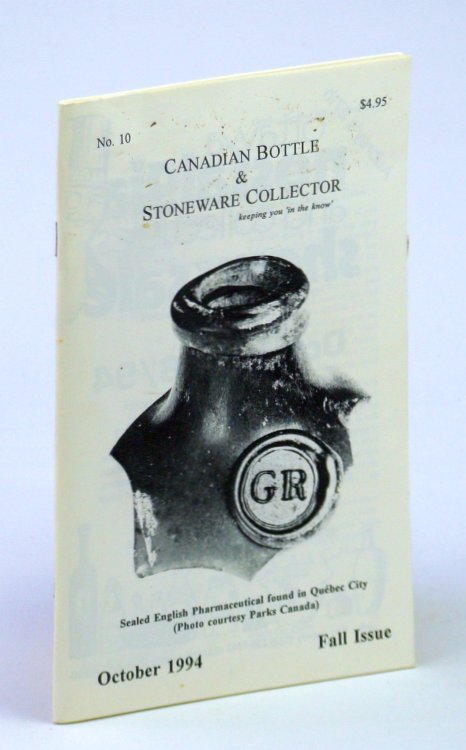 No. 10
$4.95
CANADIAN BOTTLE
&
STONEWARE COLLECTOR
keeping you 'in the know'
GR
Sealed English Pharmaceutical found in Québec City
(Photo courtesy Parks Canada)
October 1994
Fall Issue